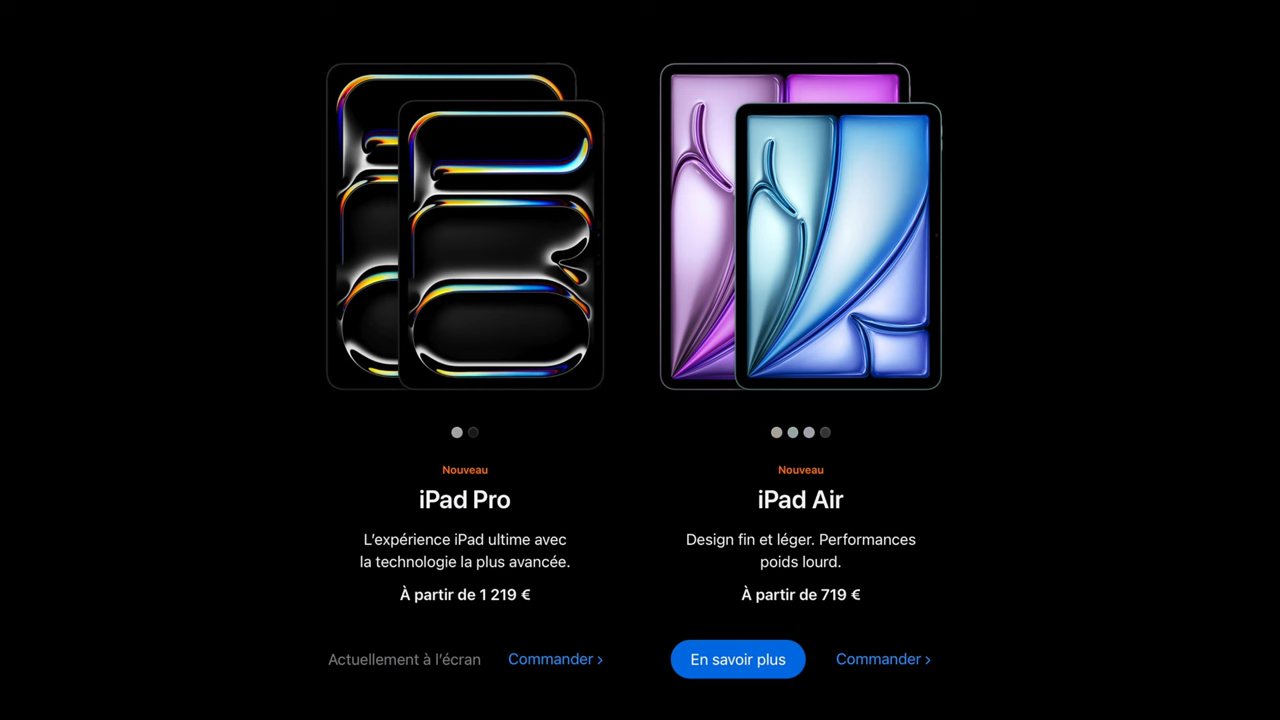 Nouveau
iPad Pro
L’expérience iPad ultime avec
la technologie la plus avancée.
À partir de 1 219 €
Actuellement à l’écran
Commander ›
Nouveau
iPad Air
Design fin et léger. Performances
poids lourd.
À partir de 719 €
En savoir plus
Commander ›